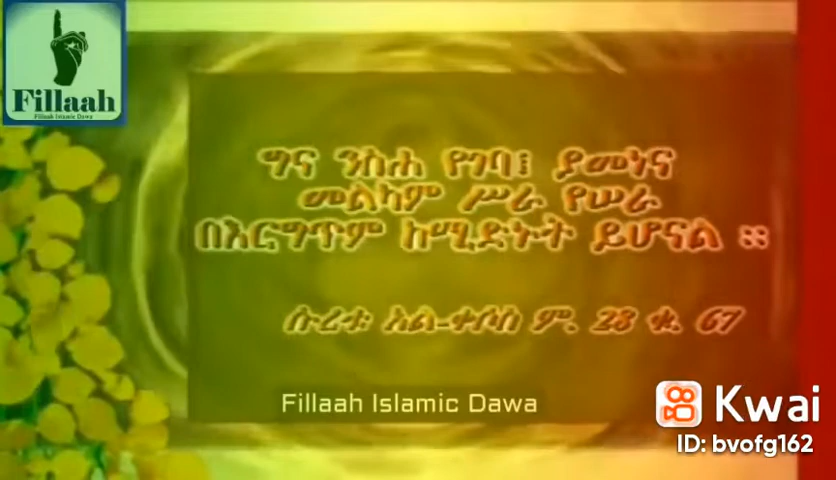 Fillaah
Fillaah Islamic Dawa
ግና ንስሐ የገባ፤ ያመነና
መልካም ሥራ የሠራ
በእርግጥም ከሚድኑት ይሆናል ።
ሱረቱ አል-ቀሶስ ም. 28 ቁ. 67
Fillaah Islamic Dawa
Kwai
ID: bvofg162